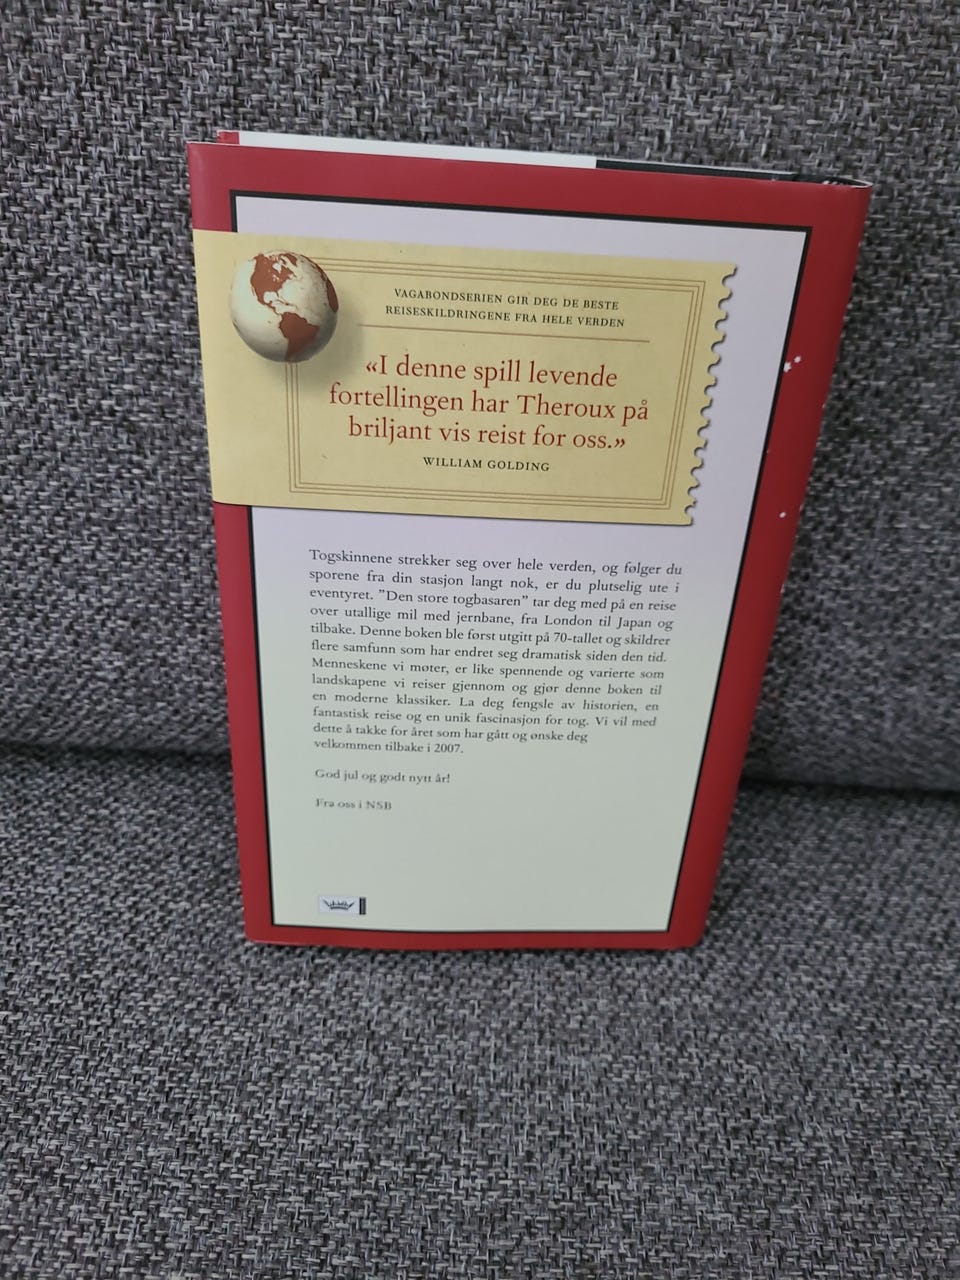 VAGABONDSERIEN GIR DEG DE BESTE
REISESKILDRINGENE FRA HELE VERDEN
«I denne spill levende
fortellingen har Theroux på
briljant vis reist for oss.»
WILLIAM GOLDING
Togskinnene strekker seg over hele verden, og følger du
sporene fra din stasjon langt nok, er du plutselig ute i
eventyret. ”Den store togbasaren” tar deg med på en reise
over utallige mil med jernbane, fra London til Japan og
tilbake. Denne boken ble først utgitt på 70-tallet og skildrer
flere samfunn som har endret seg dramatisk siden den tid.
Menneskene vi møter, er like spennende og varierte som
landskapene vi reiser gjennom og gjør denne boken til
en moderne klassiker. La deg fengsle av historien, en
fantastisk reise og en unik fascinasjon for tog. Vi vil med
dette å takke for året som har gått og ønske deg
velkommen tilbake i 2007.
God jul og godt nytt år!
Fra oss i NSB